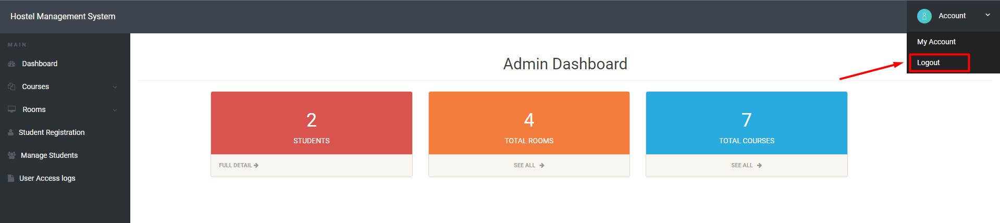 Hostel Management System
Account
My Account
Logout
MAIN
Dashboard
Courses
Rooms
Student Registration
Manage Students
User Access logs
Admin Dashboard
2
STUDENTS
FULL DETAIL
4
TOTAL ROOMS
SEE ALL
7
TOTAL COURSES
SEE ALL